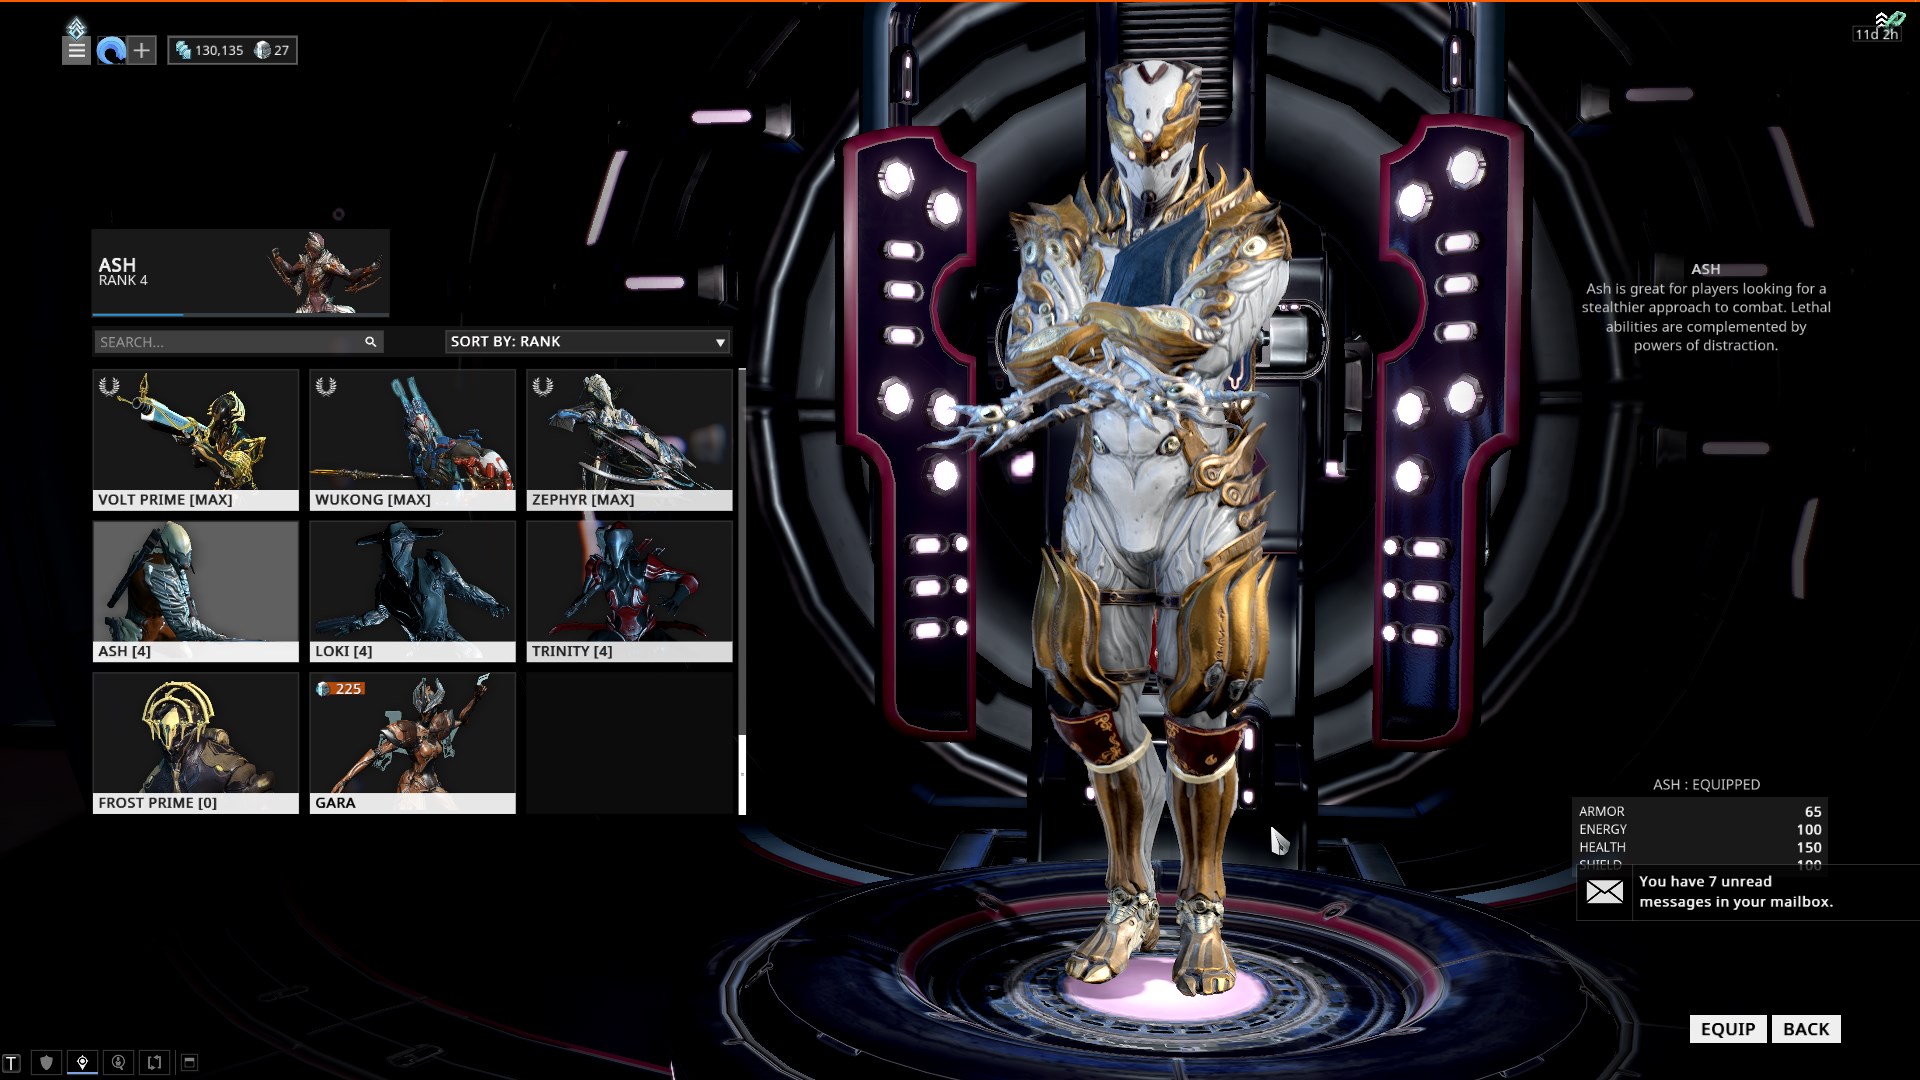 130,135
27
11d 2h
ASH
RANK 4
SEARCH...
SORT BY: RANK
VOLT PRIME [MAX]
WUKONG [MAX]
ZEPHYR [MAX]
ASH [4]
LOKI [4]
TRINITY [4]
FROST PRIME [0]
225
GARA
ASH
Ash is great for players looking for a
stealthier approach to combat. Lethal
abilities are complemented by
powers of distraction.
ASH : EQUIPPED
ARMOR 65
ENERGY 100
HEALTH 150
SHIELD 100
You have 7 unread
messages in your mailbox.
EQUIP
BACK
T